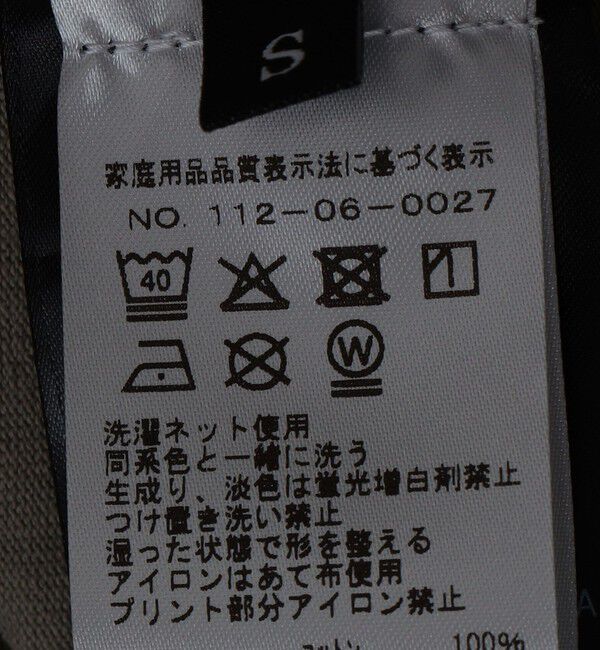 S
家庭用品品質表示法に基づく表示
NO. 112-06-0027
40
W
洗濯ネット使用
同系色と一緒に洗う
生成り、淡色は蛍光増白剤禁止
つけ置き洗い禁止
湿った状態で形を整える
アイロンはあて布使用
プリント部分アイロン禁止
コットン 100%
A